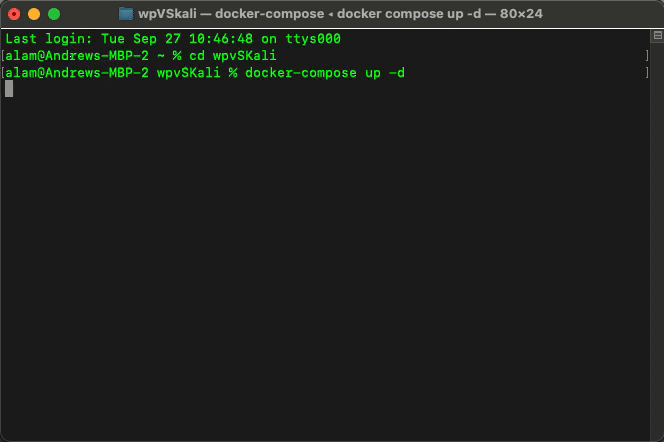 wpVSkali — docker-compose ◂ docker compose up -d — 80×24
Last login: Tue Sep 27 10:46:48 on ttys000
[alam@Andrews-MBP-2 ~ % cd wpvSKali ]
[alam@Andrews-MBP-2 wpvSKali % docker-compose up -d ]